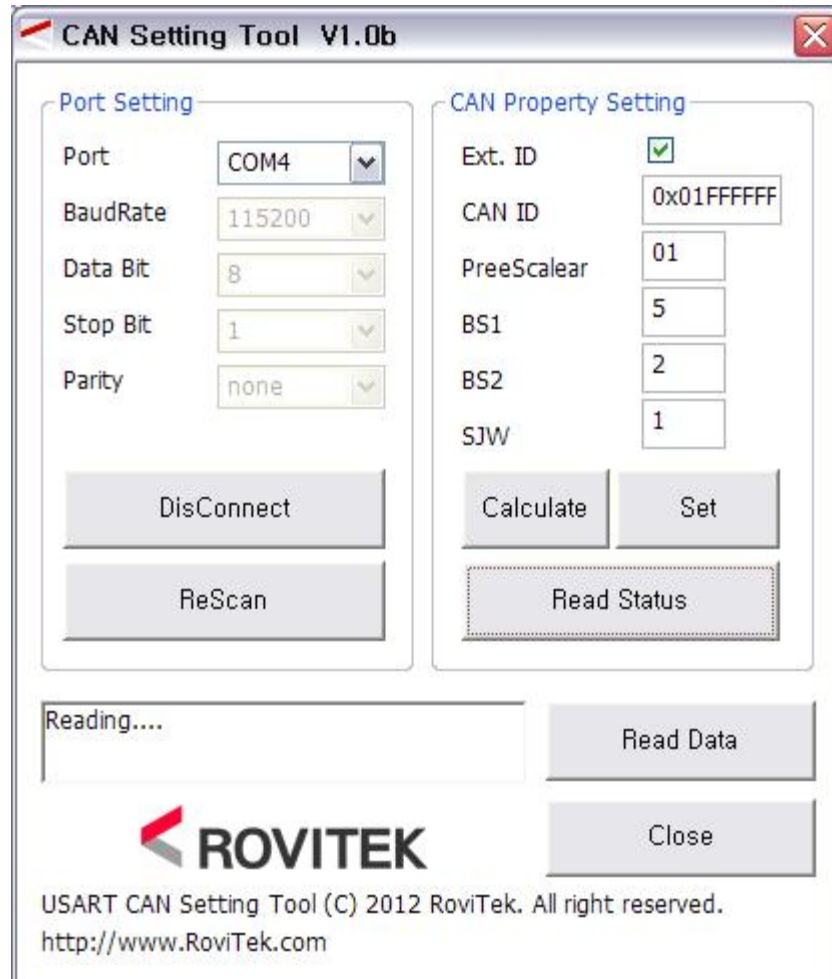 CAN Setting Tool V1.0b
Port Setting
Port COM4
BaudRate 115200
Data Bit 8
Stop Bit 1
Parity none
DisConnect
ReScan
CAN Property Setting
Ext. ID
CAN ID 0x01FFFFFF
PreeScalear 01
BS1 5
BS2 2
SJW 1
Calculate Set
Read Status
Reading....
Read Data
ROVITEK
Close
USART CAN Setting Tool (C) 2012 RoviTek. All right reserved.
http://www.RoviTek.com